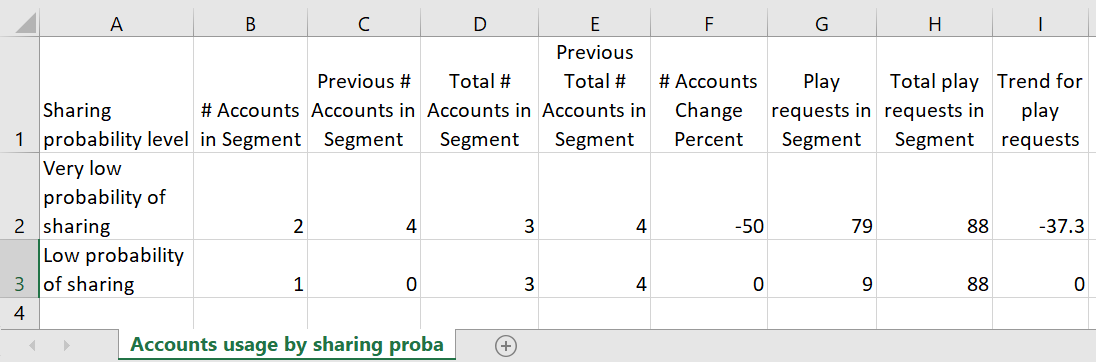 A B C D E F G H I
Previous
Previous # Total # Total # # Accounts Play Total play Trend for
Sharing # Accounts Accounts in Accounts in Accounts in Change requests in requests in play
1 probability level in Segment Segment Segment Segment Percent Segment Segment requests
Very low
probability of
2 sharing 2 4 3 4 -50 79 88 -37.3
Low probability
3 of sharing 1 0 3 4 0 9 88 0
4
Accounts usage by sharing proba